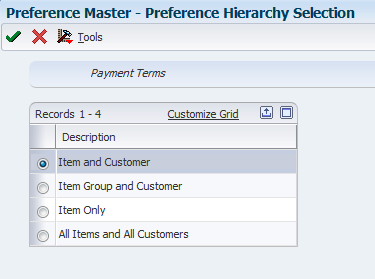 Preference Master - Preference Hierarchy Selection
Tools
Payment Terms
Records 1 - 4 Customize Grid
Description
Item and Customer
Item Group and Customer
Item Only
All Items and All Customers